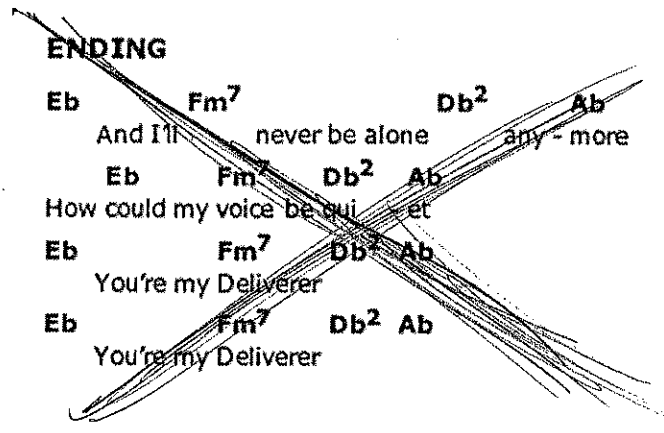 ENDING
Eb Fm7 Db2 Ab
And I'll never be alone any - more
Eb Fm7 Db2 Ab
How could my voice be qui et
Eb Fm7 Db2 Ab
You're my Deliverer
Eb Fm7 Db2 Ab
You're my Deliverer